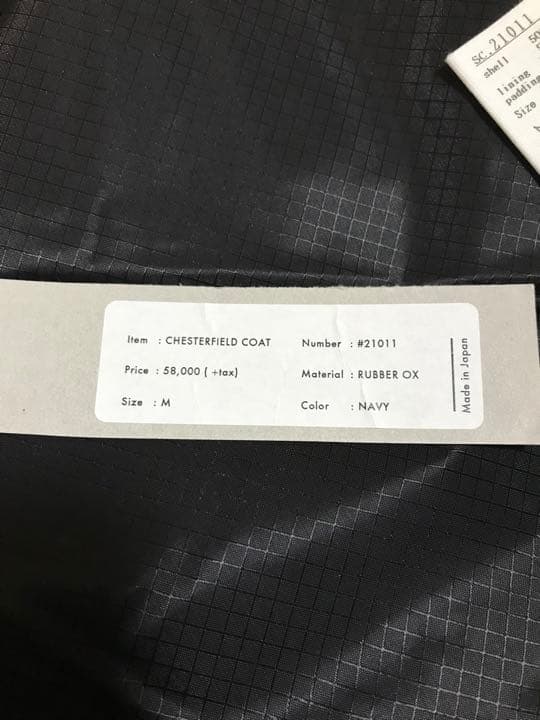 SC.21011
shell 50
lining
padding
Size
Item : CHESTERFIELD COAT
Price : 58,000 ( +tax)
Size : M
Number : #21011
Material : RUBBER OX
Color : NAVY
Made in Japan